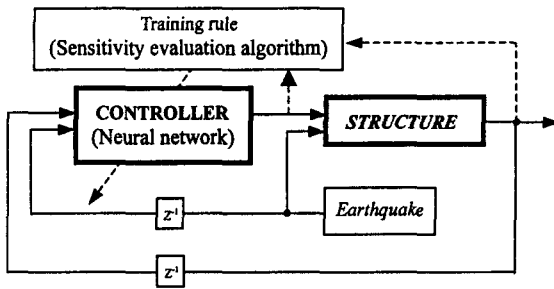 Training rule
(Sensitivity evaluation algorithm)
CONTROLLER
(Neural network)
STRUCTURE
Z⁻¹
Earthquake
Z⁻¹